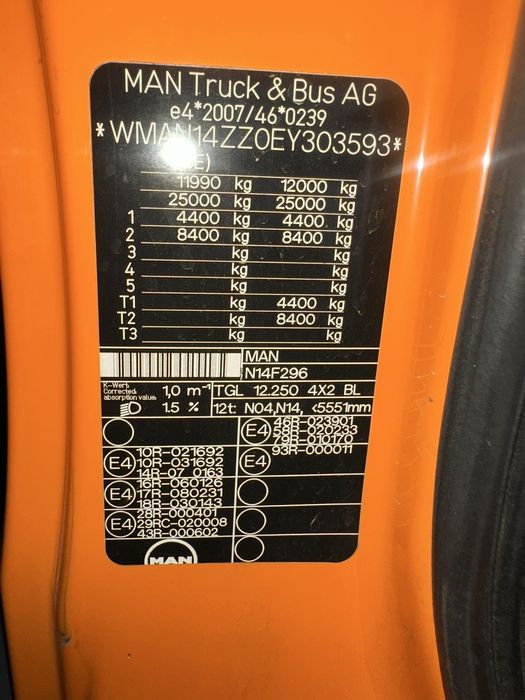 MAN Truck & Bus AG
e4*2007/46*0239
*WMAN14ZZ0EY303593*
E)
11990 kg 12000 kg
25000 kg 25000 kg
1 4400 kg 4400 kg
2 8400 kg 8400 kg
3 kg kg
4 kg kg
5 kg kg
T1 kg 4400 kg
T2 kg 8400 kg
T3 kg kg
MAN
N14F296
K-Wert: Corrected absorption value: 1,0 m⁻¹ TGL 12.250 4X2 BL
1.5 % 12t: N04,N14, <5551mm
46R-023901
E4 58R-020233
79R-010170
10R-021692 93R-000011
E4 10R-031692 E4
14R-07 0163
16R-060126
E4 17R-080231
18R-030143
28R-000401
E4 29RC-020008
43R-000602
MAN